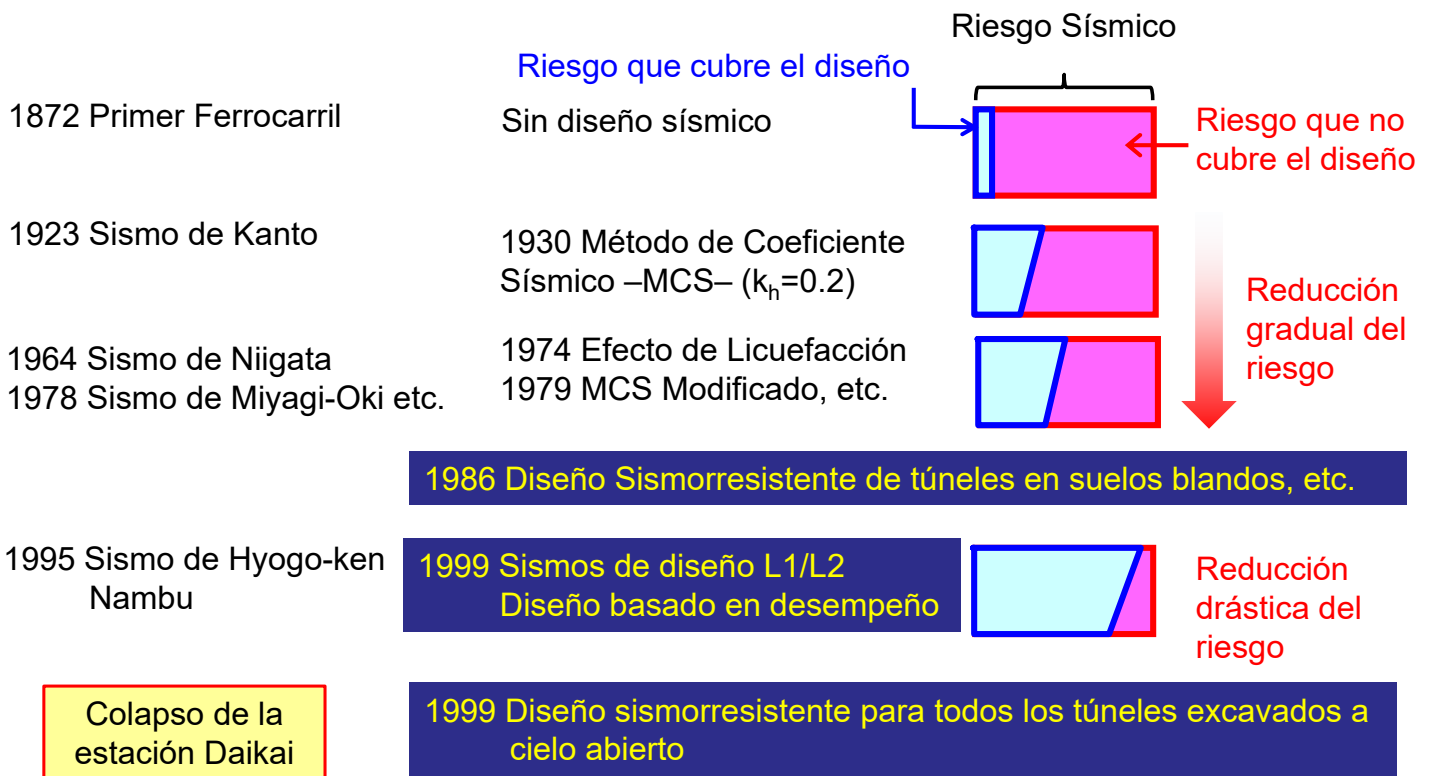 Riesgo Sísmico
Riesgo que cubre el diseño
1872 Primer Ferrocarril
Sin diseño sísmico
Riesgo que no
cubre el diseño
1923 Sismo de Kanto
1930 Método de Coeficiente
Sísmico –MCS– (kh=0.2)
Reducción
gradual del
riesgo
1964 Sismo de Niigata
1978 Sismo de Miyagi-Oki etc.
1974 Efecto de Licuefacción
1979 MCS Modificado, etc.
1986 Diseño Sismorresistente de túneles en suelos blandos, etc.
1995 Sismo de Hyogo-ken
Nambu
1999 Sismos de diseño L1/L2
Diseño basado en desempeño
Reducción
drástica del
riesgo
Colapso de la
estación Daikai
1999 Diseño sismorresistente para todos los túneles excavados a
cielo abierto